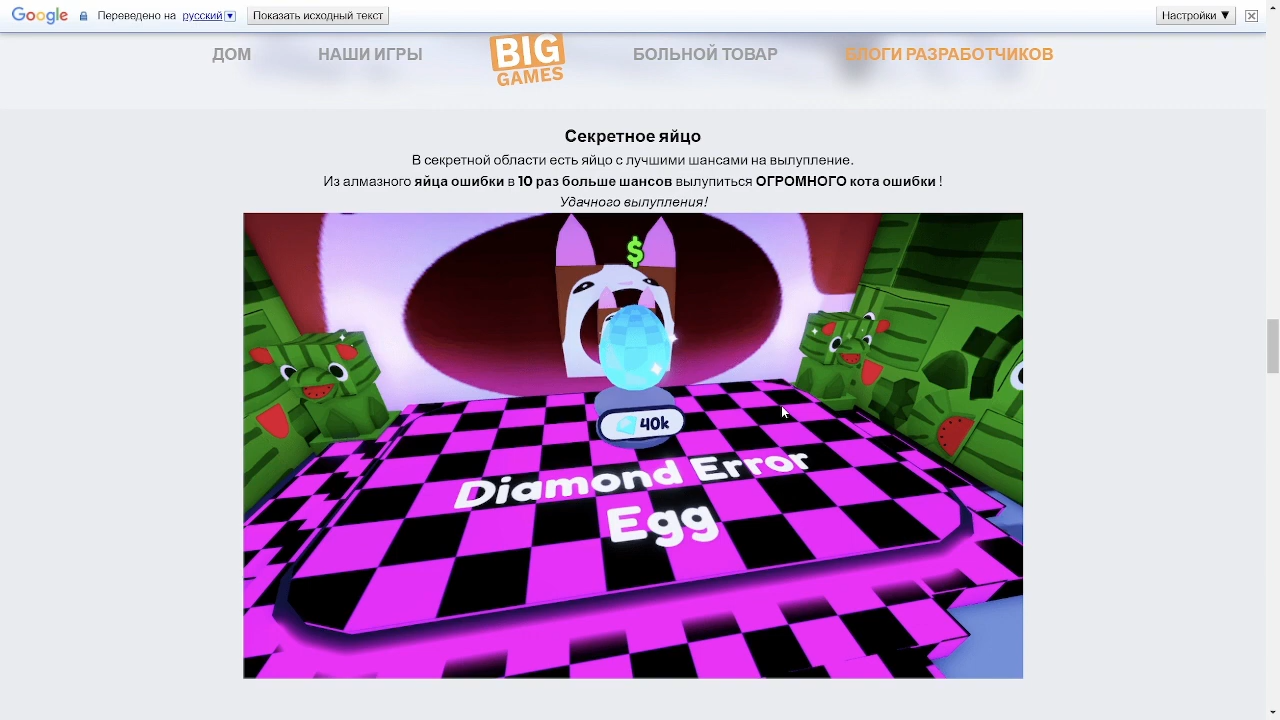 Google Переведено на русский Показать исходный текст Настройки ▼
ДОМ НАШИ ИГРЫ BIG GAMES БОЛЬНОЙ ТОВАР БЛОГИ РАЗРАБОТЧИКОВ
Секретное яйцо
В секретной области есть яйцо с лучшими шансами на вылупление.
Из алмазного яйца ошибки в 10 раз больше шансов вылупиться ОГРОМНОГО кота ошибки !
Удачного вылупления!
$
40k
Diamond Error
Egg